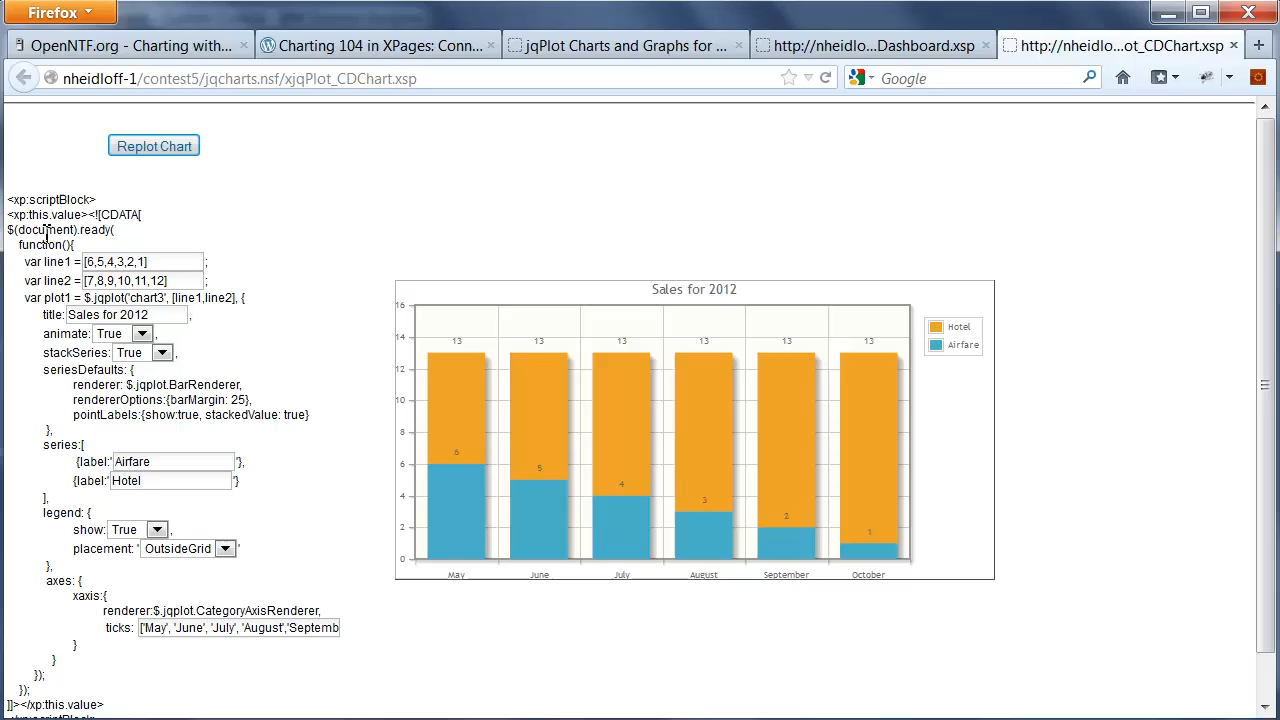 Firefox
OpenNTF.org - Charting with...
Charting 104 in XPages: Conn...
jqPlot Charts and Graphs for ...
http://nheidlo...Dashboard.xsp
http://nheidlo...ot_CDChart.xsp
nheidloff-1/contest5/jqcharts.nsf/xjqPlot_CDChart.xsp
Google
Replot Chart
<xp:scriptBlock>
<xp:this.value><![CDATA[
$(document).ready(
function(){
var line1 = [6,5,4,3,2,1] ;
var line2 = [7,8,9,10,11,12] ;
var plot1 = $.jqplot('chart3', [line1,line2], {
title: Sales for 2012 ,
animate: True ,
stackSeries: True ,
seriesDefaults: {
renderer: $.jqplot.BarRenderer,
rendererOptions:{barMargin: 25},
pointLabels:{show:true, stackedValue: true}
},
series:[
{label:' Airfare '},
{label:' Hotel '}
],
legend: {
show: True ,
placement: ' OutsideGrid '
},
axes: {
xaxis:{
renderer:$.jqplot.CategoryAxisRenderer,
ticks: ['May', 'June', 'July', 'August','Septemb
}
}
});
});
]]></xp:this.value>
Sales for 2012
16
14
12
10
8
6
4
2
0
13 13 13 13 13 13
6 5 4 3 2 1
May June July August September October
Hotel
Airfare